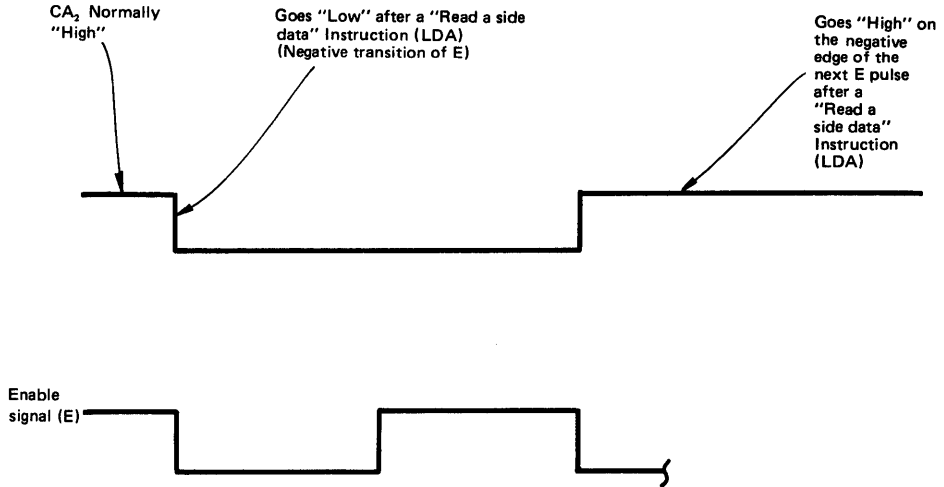 CA₂ Normally
"High"
Goes "Low" after a "Read a side
data" Instruction (LDA)
(Negative transition of E)
Goes "High" on
the negative
edge of the
next E pulse
after a
"Read a
side data"
Instruction
(LDA)
Enable
signal (E)